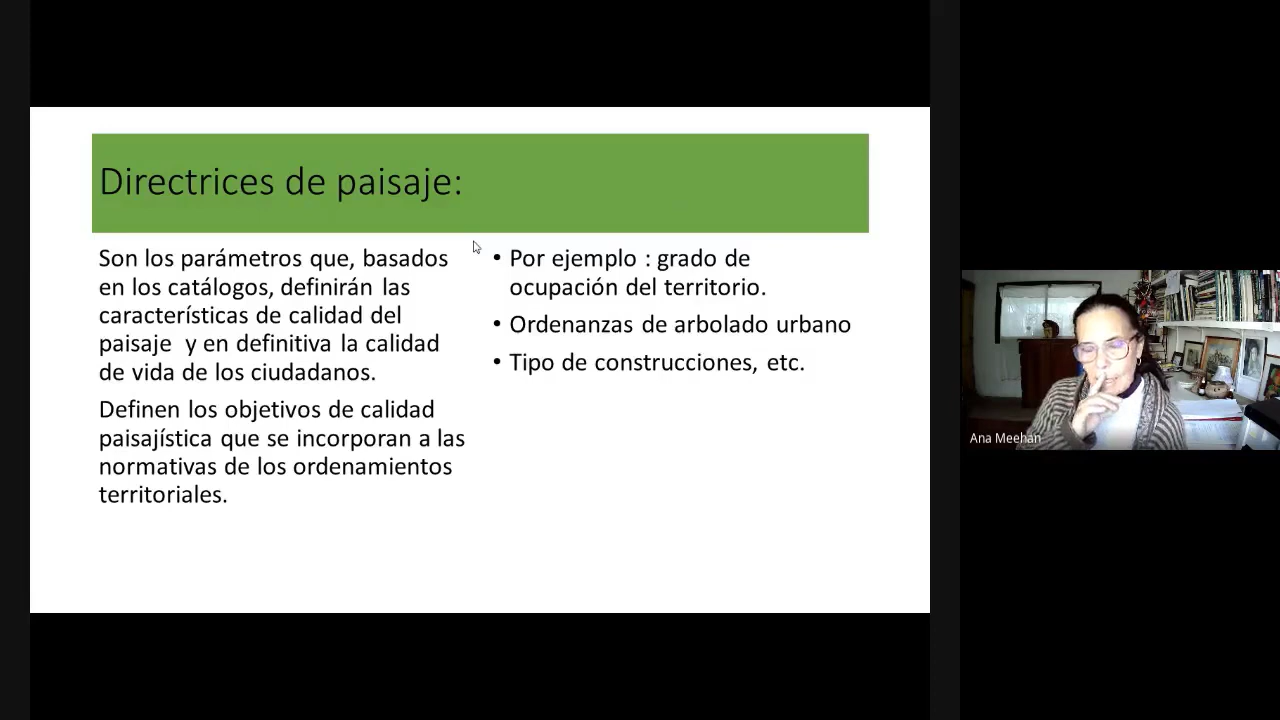 Directrices de paisaje:
Son los parámetros que, basados
en los catálogos, definirán las
características de calidad del
paisaje y en definitiva la calidad
de vida de los ciudadanos.
Definen los objetivos de calidad
paisajística que se incorporan a las
normativas de los ordenamientos
territoriales.
• Por ejemplo : grado de
ocupación del territorio.
• Ordenanzas de arbolado urbano
• Tipo de construcciones, etc.
Ana Meehan